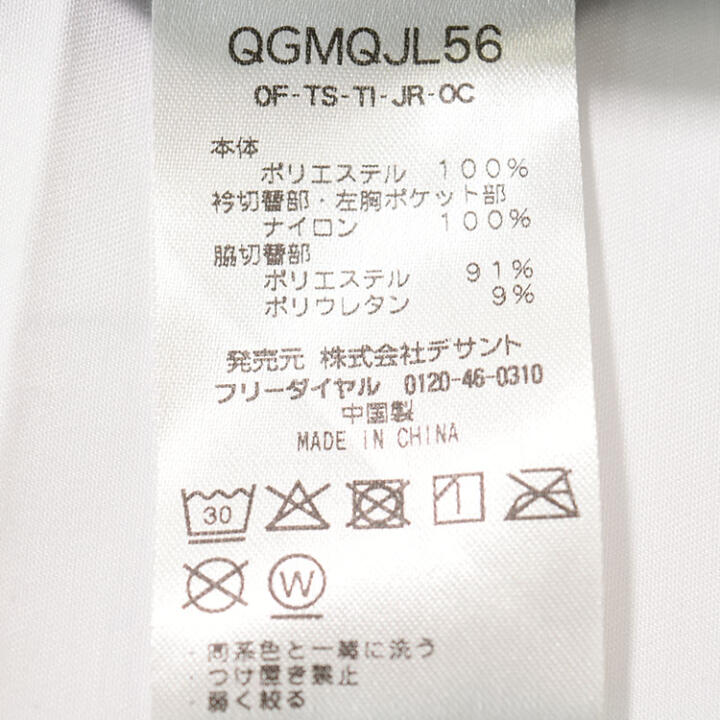 QGMQJL56
OF-TS-TI-JR-OC
本体
ポリエステル 100%
衿切替部・左胸ポケット部
ナイロン 100%
脇切替部
ポリエステル 91%
ポリウレタン 9%
発売元 株式会社デサント
フリーダイヤル 0120-46-0310
中国製
MADE IN CHINA
30
W
・同系色と一緒に洗う
・つけ置き禁止
・弱く絞る